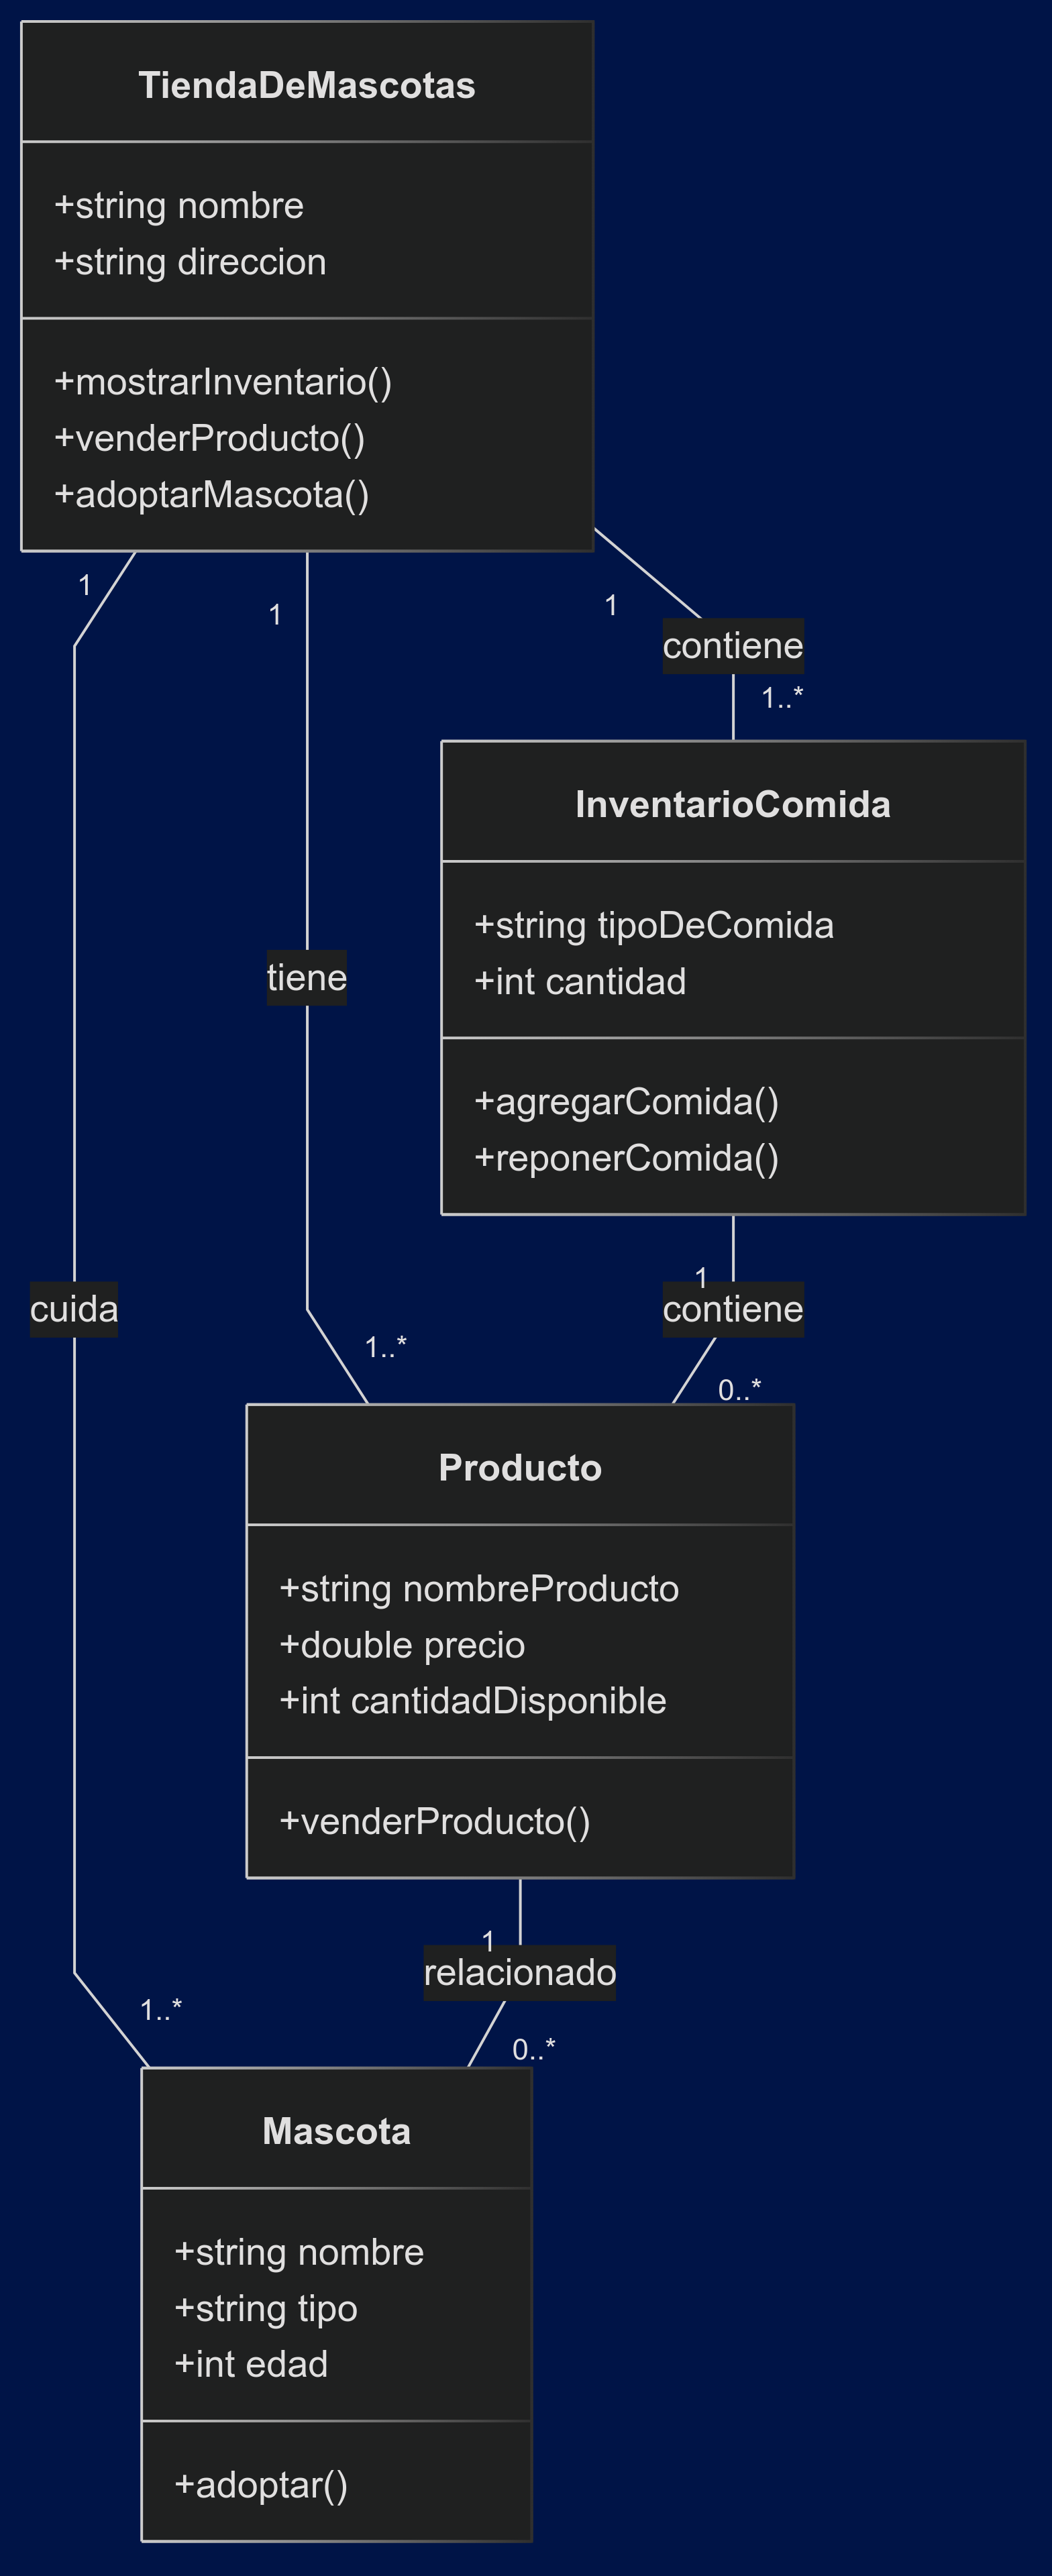 TiendaDeMascotas
+string nombre
+string direccion
+mostrarInventario()
+venderProducto()
+adoptarMascota()
1
1
1
contiene
1..*
InventarioComida
+string tipoDeComida
+int cantidad
+agregarComida()
+reponerComida()
tiene
cuida
1
contiene
1..*
0..*
Producto
+string nombreProducto
+double precio
+int cantidadDisponible
+venderProducto()
1
relacionado
1..*
0..*
Mascota
+string nombre
+string tipo
+int edad
+adoptar()